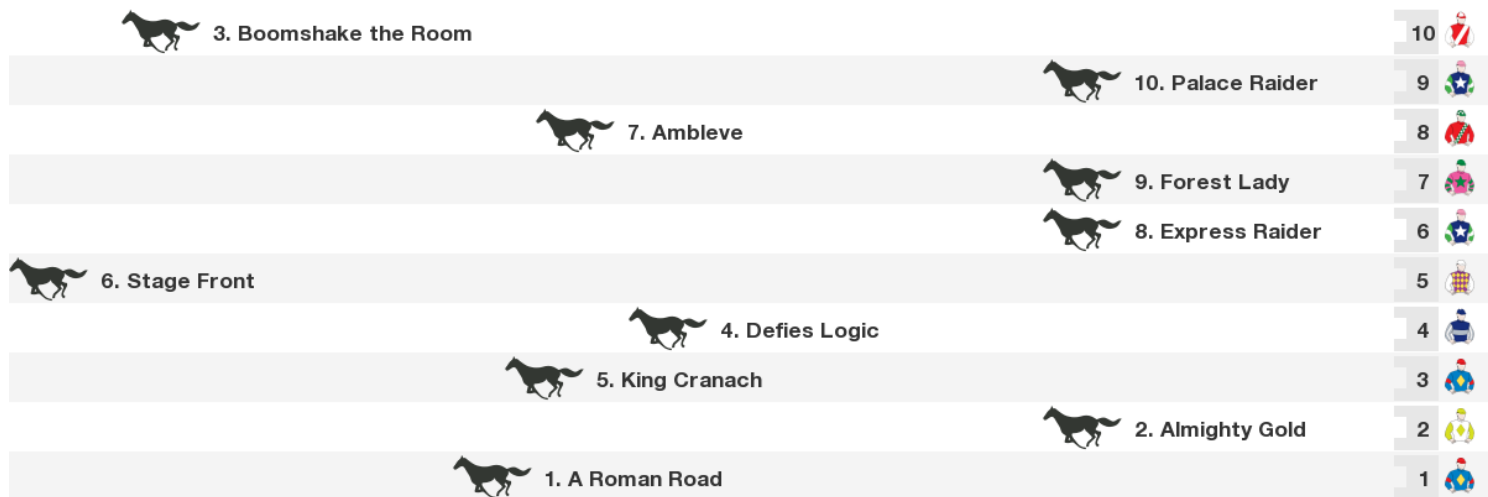 3. Boomshake the Room 10
10. Palace Raider 9
7. Ambleve 8
9. Forest Lady 7
8. Express Raider 6
6. Stage Front 5
4. Defies Logic 4
5. King Cranach 3
2. Almighty Gold 2
1. A Roman Road 1